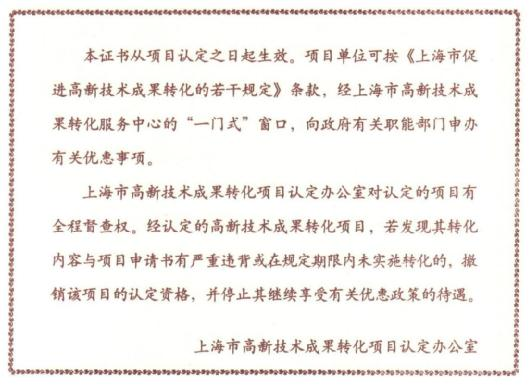 本证书从项目认定之日起生效。项目单位可按《上海市促
进高新技术成果转化的若干规定》条款，经上海市高新技术成
果转化服务中心的“一门式”窗口，向政府有关职能部门申办
有关优惠事项。
上海市高新技术成果转化项目认定办公室对认定的项目有
全程督查权。经认定的高新技术成果转化项目，若发现其转化
内容与项目申请书有严重违背或在规定期限内未实施转化的，撤
销该项目的认定资格，并停止其继续享受有关优惠政策的待遇。
上海市高新技术成果转化项目认定办公室